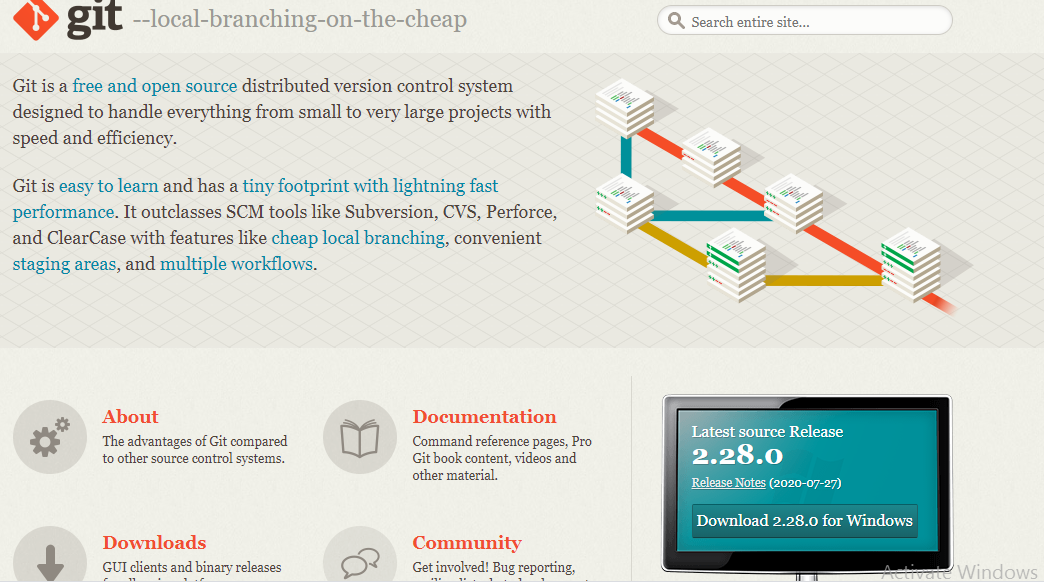 git --local-branching-on-the-cheap
Search entire site...
Git is a free and open source distributed version control system
designed to handle everything from small to very large projects with
speed and efficiency.
Git is easy to learn and has a tiny footprint with lightning fast
performance. It outclasses SCM tools like Subversion, CVS, Perforce,
and ClearCase with features like cheap local branching, convenient
staging areas, and multiple workflows.
About
The advantages of Git compared
to other source control systems.
Documentation
Command reference pages, Pro
Git book content, videos and
other material.
Downloads
GUI clients and binary releases
Community
Get involved! Bug reporting,
Latest source Release
2.28.0
Release Notes (2020-07-27)
Download 2.28.0 for Windows
Activate Windows